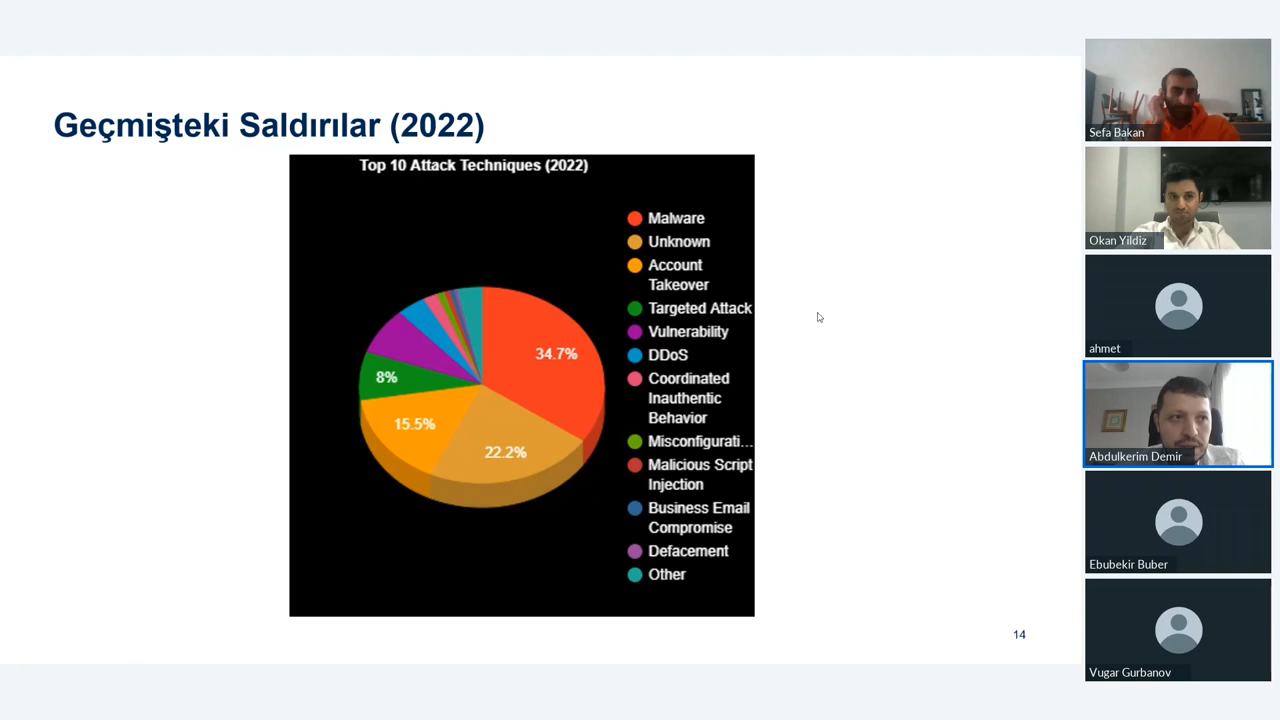 Geçmişteki Saldırılar (2022)
Top 10 Attack Techniques (2022)
Malware
Unknown
Account
Takeover
Targeted Attack
Vulnerability
DDoS
Coordinated
Inauthentic
Behavior
Misconfigurati...
Malicious Script
Injection
Business Email
Compromise
Defacement
Other
34.7%
22.2%
15.5%
8%
14
Sefa Bakan
Okan Yildiz
ahmet
Abdulkerim Demir
Ebubekir Buber
Vugar Gurbanov